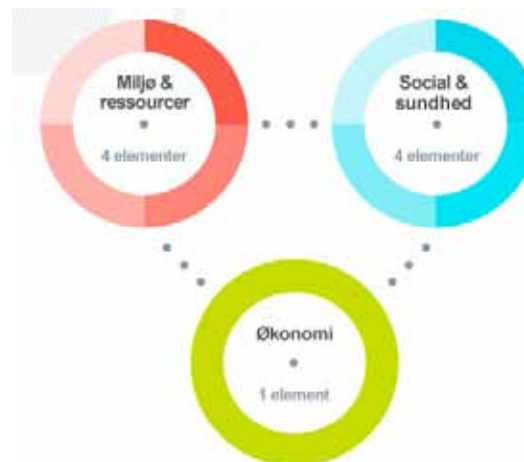 Miljø &
ressourcer
4 elementer
Social &
sundhed
4 elementer
Økonomi
1 element